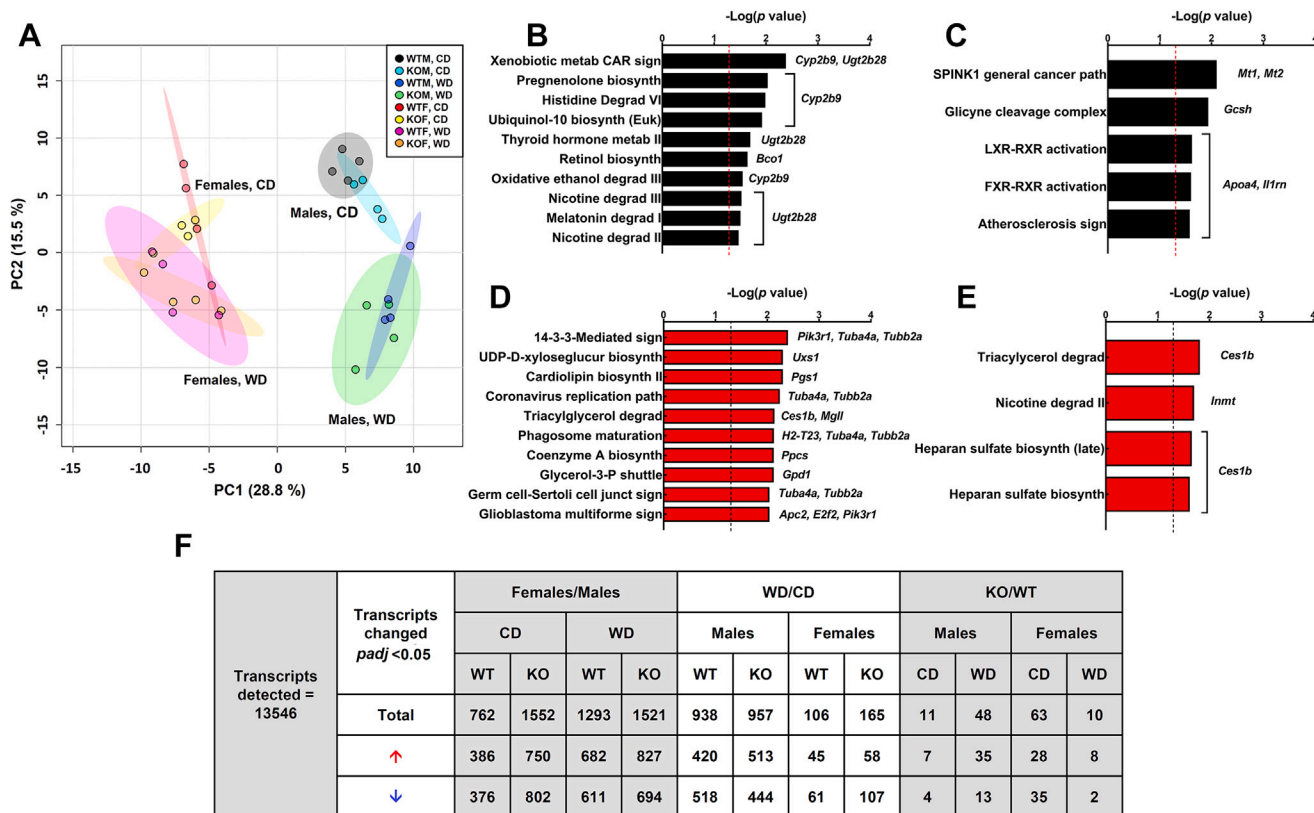 A
PC2 (15.5 %)
15
10
5
0
-5
-10
-15
-15
-10
-5
0
5
10
PC1 (28.8 %)
WTM, CD
KOM, CD
WTM, WD
KOM, WD
WTF, CD
KOF, CD
WTF, WD
KOF, WD
Females, CD
Males, CD
Females, WD
Males, WD
B
-Log(p value)
0 1 2 3 4
Xenobiotic metab CAR sign Cyp2b9, Ugt2b28
Pregnenolone biosynth
Histidine Degrad VI Cyp2b9
Ubiquinol-10 biosynth (Euk)
Thyroid hormone metab II Ugt2b28
Retinol biosynth Bco1
Oxidative ethanol degrad III Cyp2b9
Nicotine degrad III
Melatonin degrad I Ugt2b28
Nicotine degrad II
C
-Log(p value)
0 1 2 3 4
SPINK1 general cancer path Mt1, Mt2
Glicyne cleavage complex Gcsh
LXR-RXR activation
FXR-RXR activation Apoa4, Il1rn
Atherosclerosis sign
D
-Log(p value)
0 1 2 3 4
14-3-3-Mediated sign Pik3r1, Tuba4a, Tubb2a
UDP-D-xyloseglucur biosynth Uxs1
Cardiolipin biosynth II Pgs1
Coronavirus replication path Tuba4a, Tubb2a
Triacylglycerol degrad Ces1b, Mgll
Phagosome maturation H2-T23, Tuba4a, Tubb2a
Coenzyme A biosynth Ppcs
Glycerol-3-P shuttle Gpd1
Germ cell-Sertoli cell junct sign Tuba4a, Tubb2a
Glioblastoma multiforme sign Apc2, E2f2, Pik3r1
E
-Log(p value)
0 1 2 3 4
Triacylycerol degrad Ces1b
Nicotine degrad II Inmt
Heparan sulfate biosynth (late)
Ces1b
Heparan sulfate biosynth
F
Transcripts
detected =
13546
Transcripts
changed
padj <0.05
Females/Males WD/CD KO/WT
CD WD Males Females Males Females
WT KO WT KO WT KO WT KO CD WD CD WD
Total 762 1552 1293 1521 938 957 106 165 11 48 63 10
↑ 386 750 682 827 420 513 45 58 7 35 28 8
↓ 376 802 611 694 518 444 61 107 4 13 35 2